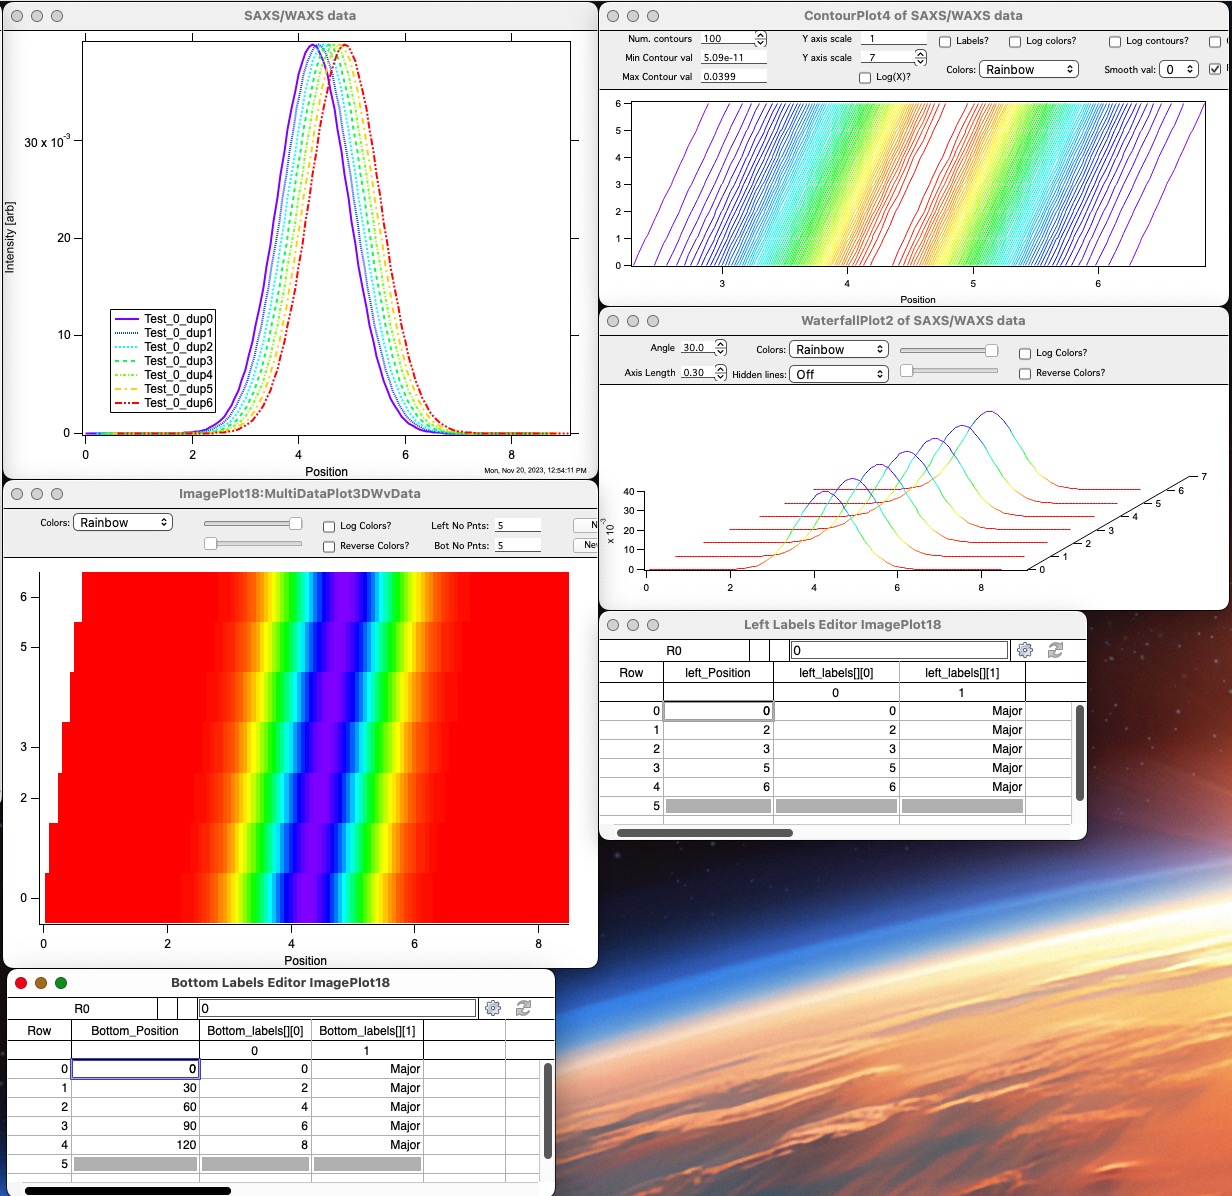 SAXS/WAXS data
30 x 10⁻³
20
10
0
Intensity [arb]
Test_0_dup0
Test_0_dup1
Test_0_dup2
Test_0_dup3
Test_0_dup4
Test_0_dup5
Test_0_dup6
0 2 4 6 8
Position
Mon, Nov 20, 2023, 12:54:11 PM
ContourPlot4 of SAXS/WAXS data
Num. contours 100 Y axis scale 1 Labels? Log colors? Log contours?
Min Contour val 5.09e-11 Y axis scale 7
Max Contour val 0.0399 Log(X)? Colors: Rainbow Smooth val: 0
6
5
4
3
2
1
0
3 4 5 6
Position
WaterfallPlot2 of SAXS/WAXS data
Angle 30.0 Colors: Rainbow Log Colors?
Axis Length 0.30 Hidden lines: Off Reverse Colors?
40
30
20
10
0
x 10⁻³
0 2 4 6 8
0
1
2
3
4
5
6
7
ImagePlot18:MultiDataPlot3DWvData
Colors: Rainbow Log Colors? Left No Pnts: 5 N
Reverse Colors? Bot No Pnts: 5 Nev
6
5
3
2
0
0 2 4 6 8
Position
Left Labels Editor ImagePlot18
R0 0
Row left_Position left_labels[][0] left_labels[][1]
0 1
0 0 0 Major
1 2 2 Major
2 3 3 Major
3 5 5 Major
4 6 6 Major
5
Bottom Labels Editor ImagePlot18
R0 0
Row Bottom_Position Bottom_labels[][0] Bottom_labels[][1]
0 1
0 0 0 Major
1 30 2 Major
2 60 4 Major
3 90 6 Major
4 120 8 Major
5